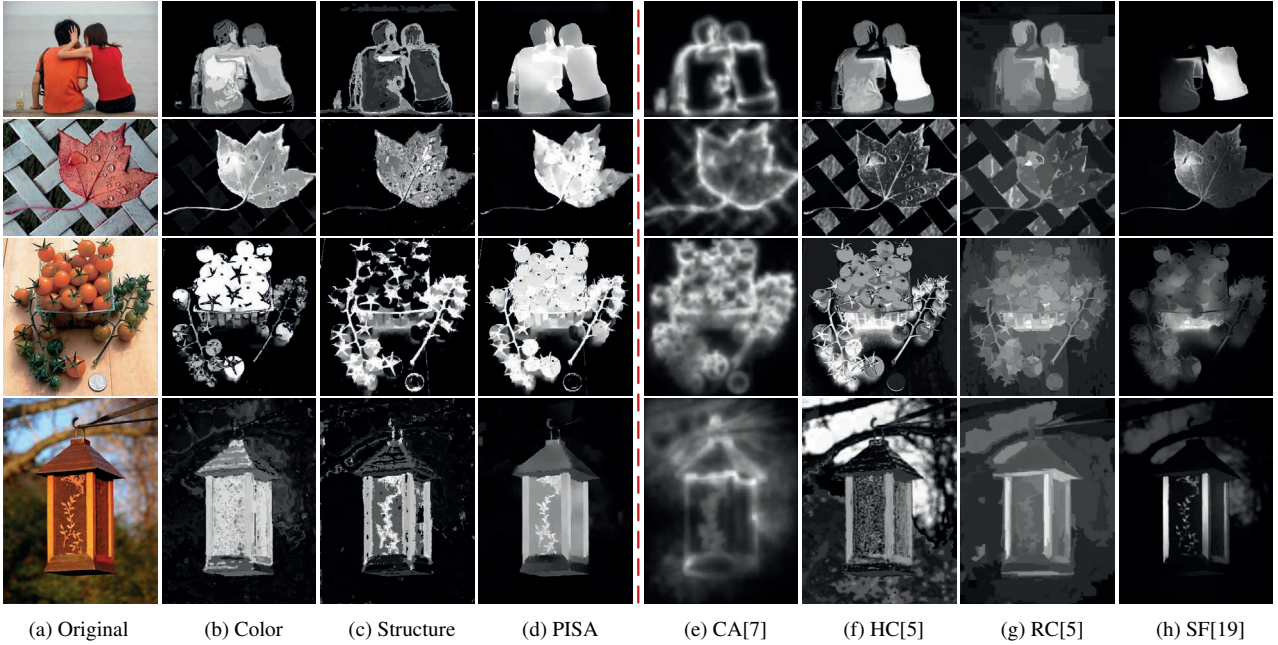 (a) Original (b) Color (c) Structure (d) PISA (e) CA[7] (f) HC[5] (g) RC[5] (h) SF[19]